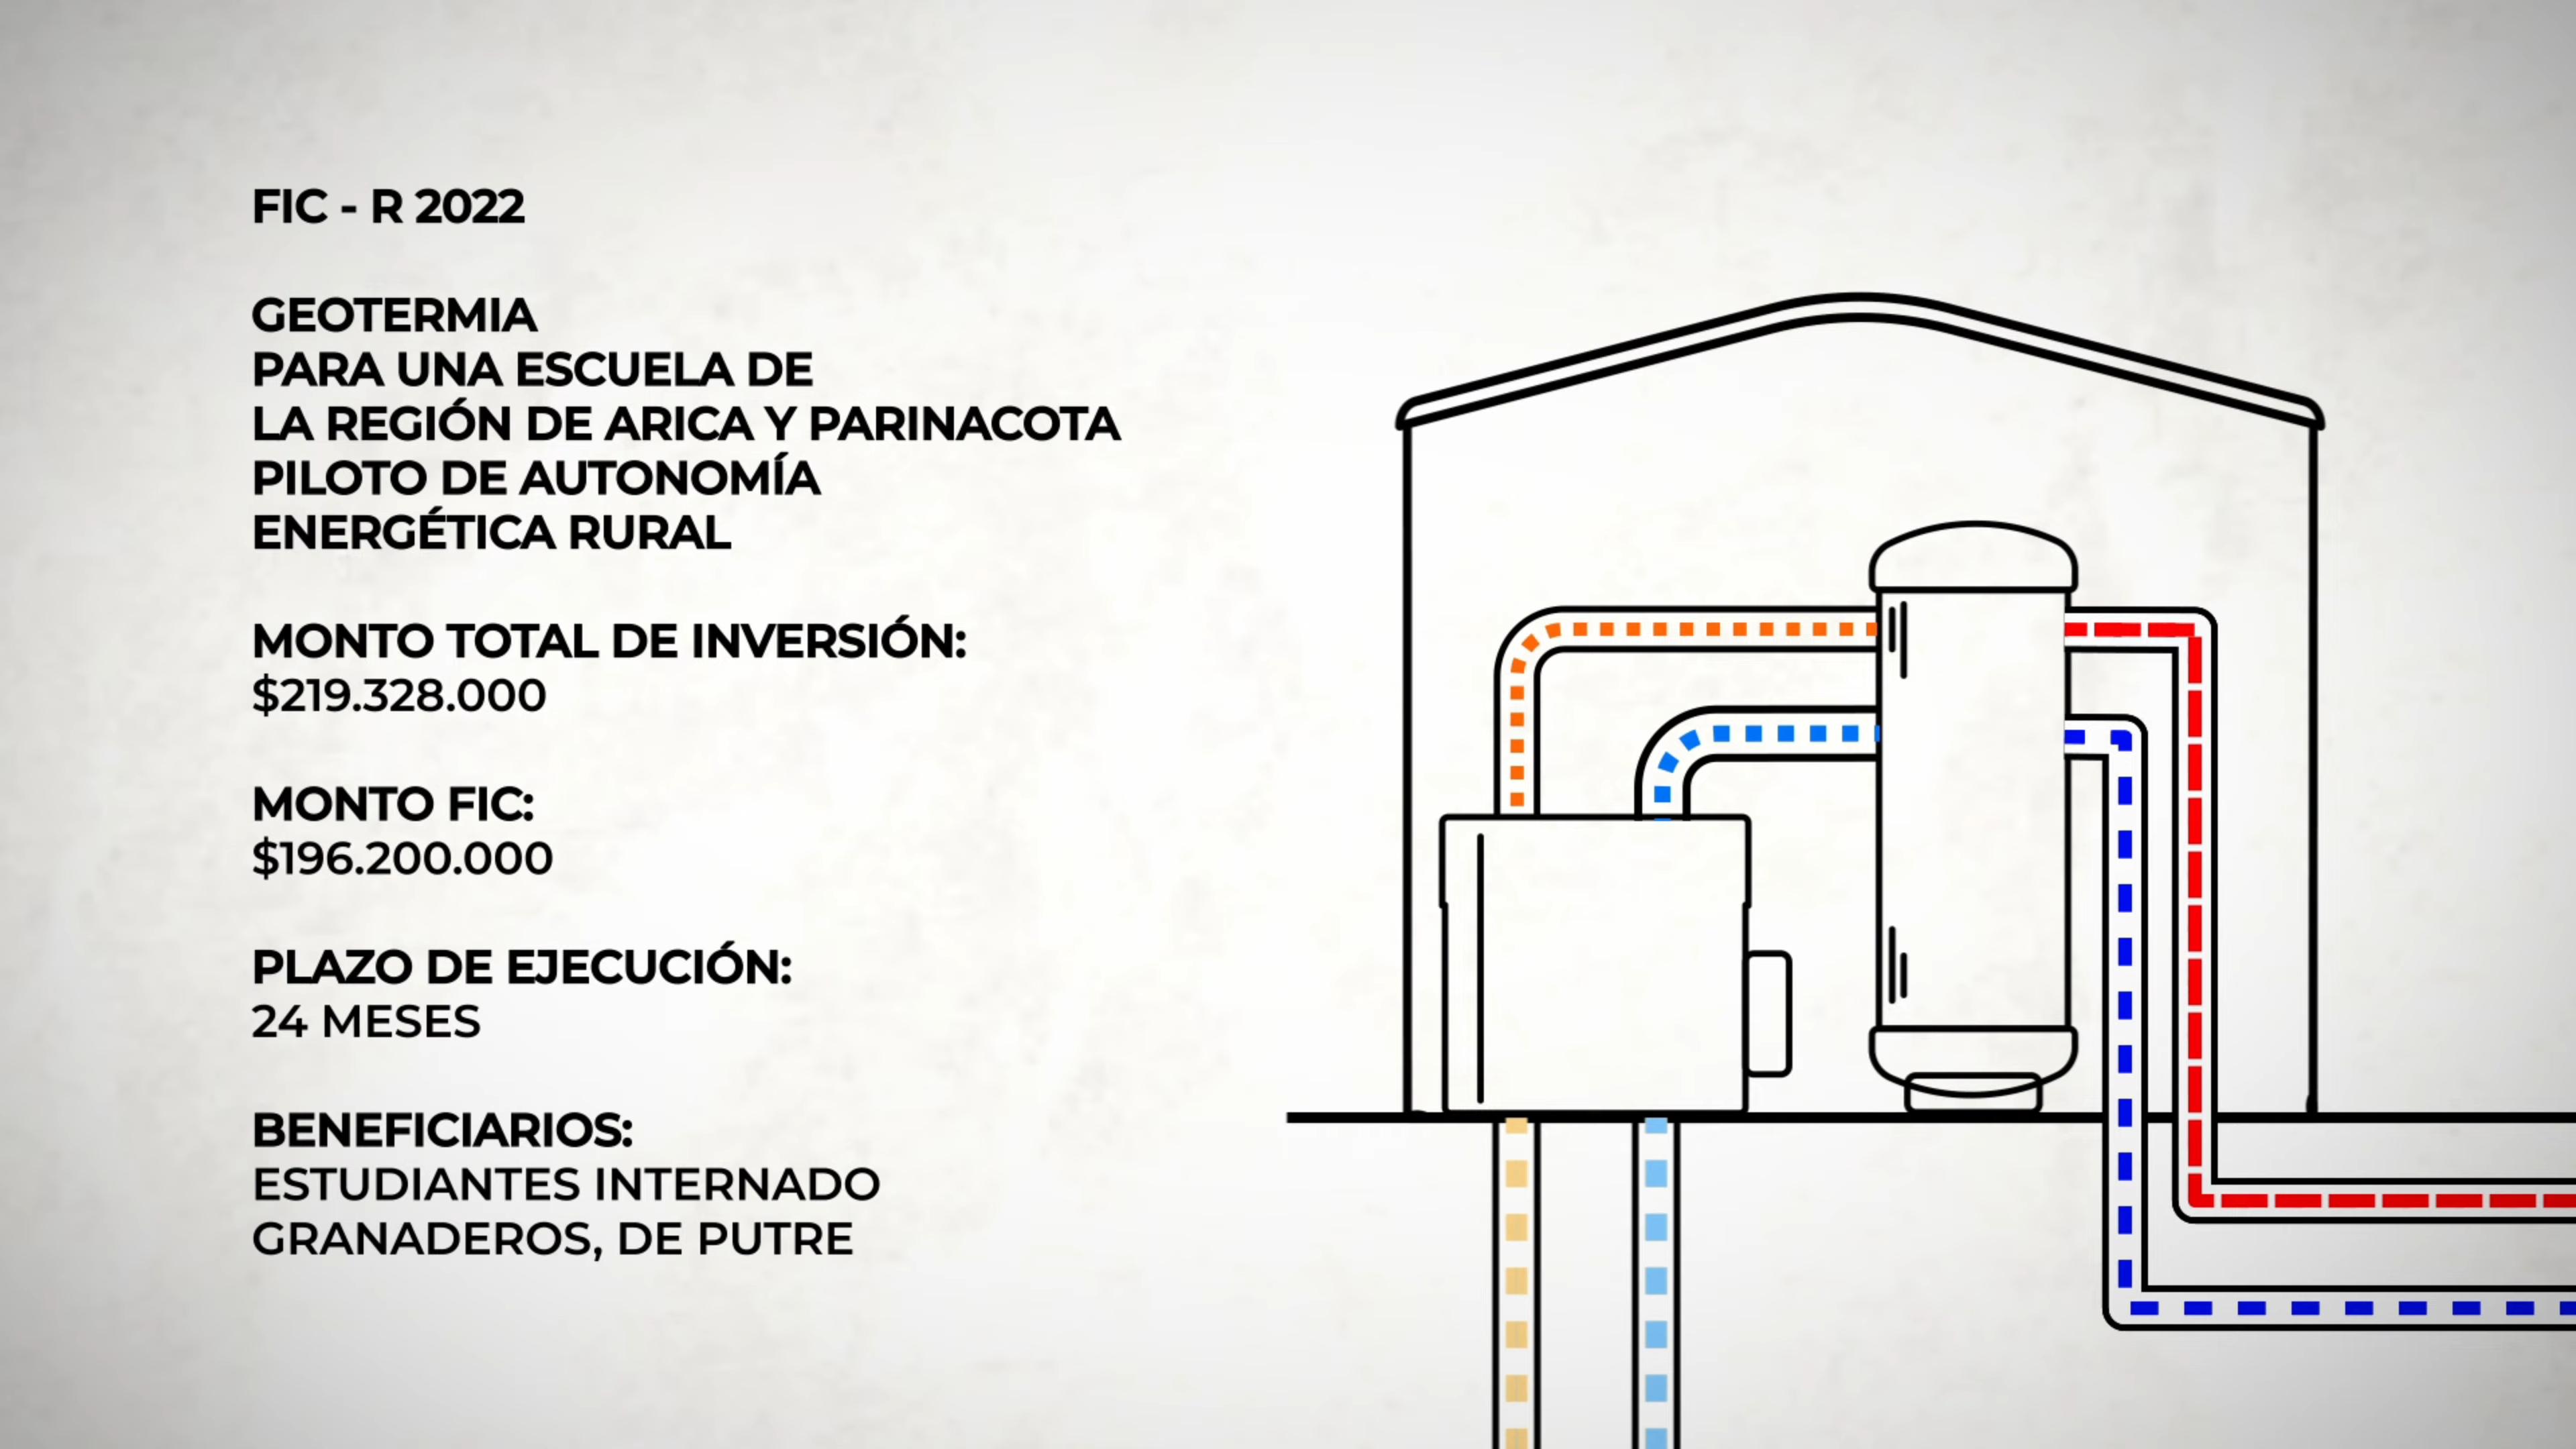 FIC - R 2022
GEOTERMIA
PARA UNA ESCUELA DE
LA REGIÓN DE ARICA Y PARINACOTA
PILOTO DE AUTONOMÍA
ENERGÉTICA RURAL
MONTO TOTAL DE INVERSIÓN:
$219.328.000
MONTO FIC:
$196.200.000
PLAZO DE EJECUCIÓN:
24 MESES
BENEFICIARIOS:
ESTUDIANTES INTERNADO
GRANADEROS, DE PUTRE